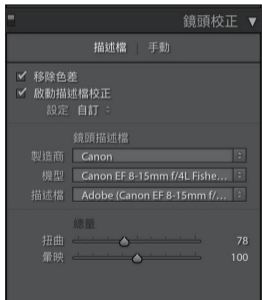 鏡頭校正
描述檔 | 手動
移除色差
啟動描述檔校正
設定 自訂
鏡頭描述檔
製造商 Canon
機型 Canon EF 8-15mm f/4L Fishe...
描述檔 Adobe (Canon EF 8-15mm f/...
總量
扭曲 78
暈映 100